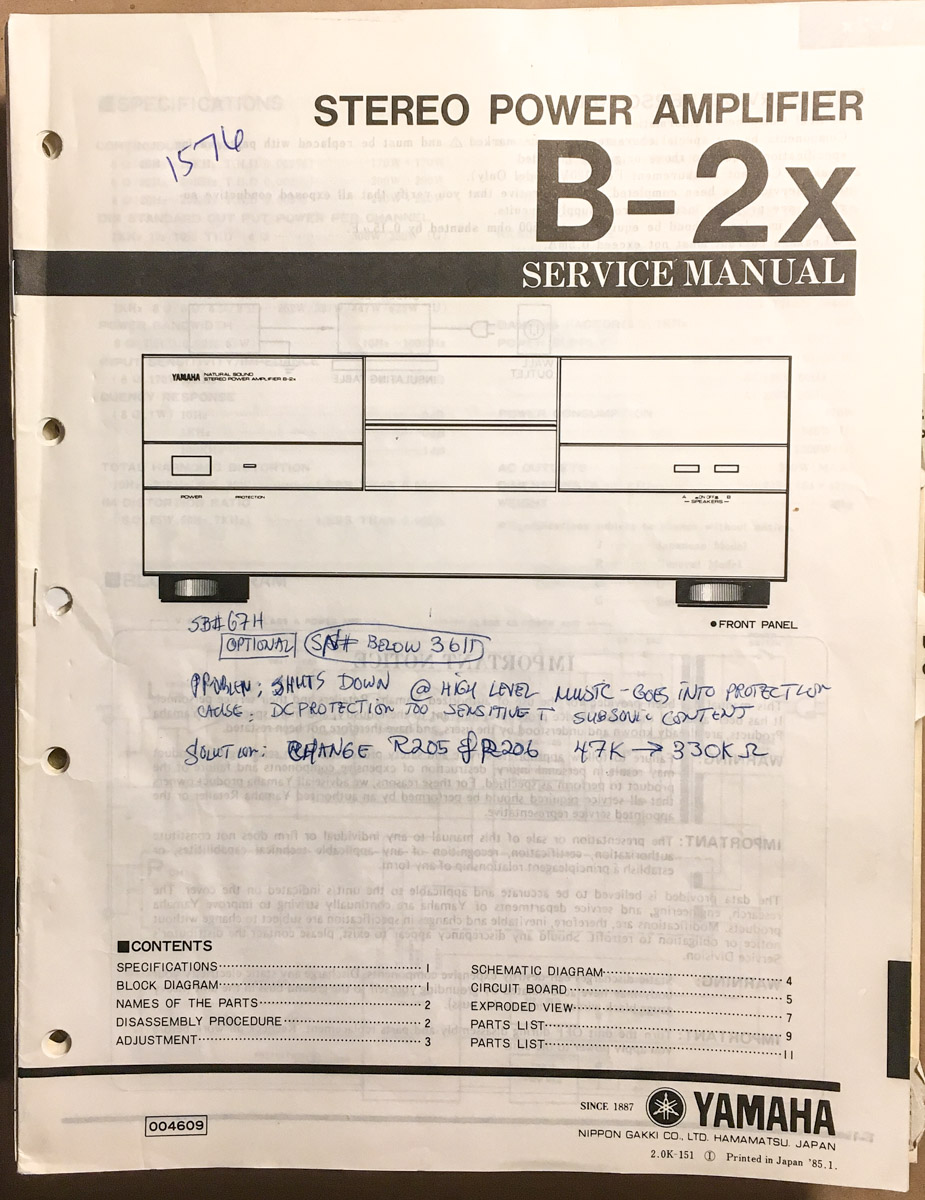 STEREO POWER AMPLIFIER
1576
B-2x
SERVICE MANUAL
YAMAHA NATURAL SOUND
STEREO POWER AMPLIFIER B-2x
POWER
PROTECTION
A ON OFF B
SPEAKERS
●FRONT PANEL
SB# 67H
OPTIONAL
BELOW
PROBLEM; SHUTS DOWN @ HIGH LEVEL MUSIC - GOES INTO PROTECTION
CAUSE: DC PROTECTION TOO SENSITIVE T SUBSONIC CONTENT
SOLUTION: CHANGE R205 & R206 47K → 330K Ω
■CONTENTS
SPECIFICATIONS 1
BLOCK DIAGRAM 1
NAMES OF THE PARTS 2
DISASSEMBLY PROCEDURE 2
ADJUSTMENT 3
SCHEMATIC DIAGRAM 4
CIRCUIT BOARD 5
EXPRODED VIEW 7
PARTS LIST 9
PARTS LIST 11
SINCE 1887 YAMAHA
NIPPON GAKKI CO., LTD. HAMAMATSU, JAPAN
004609
2.0K-151 ① Printed in Japan '85.1.